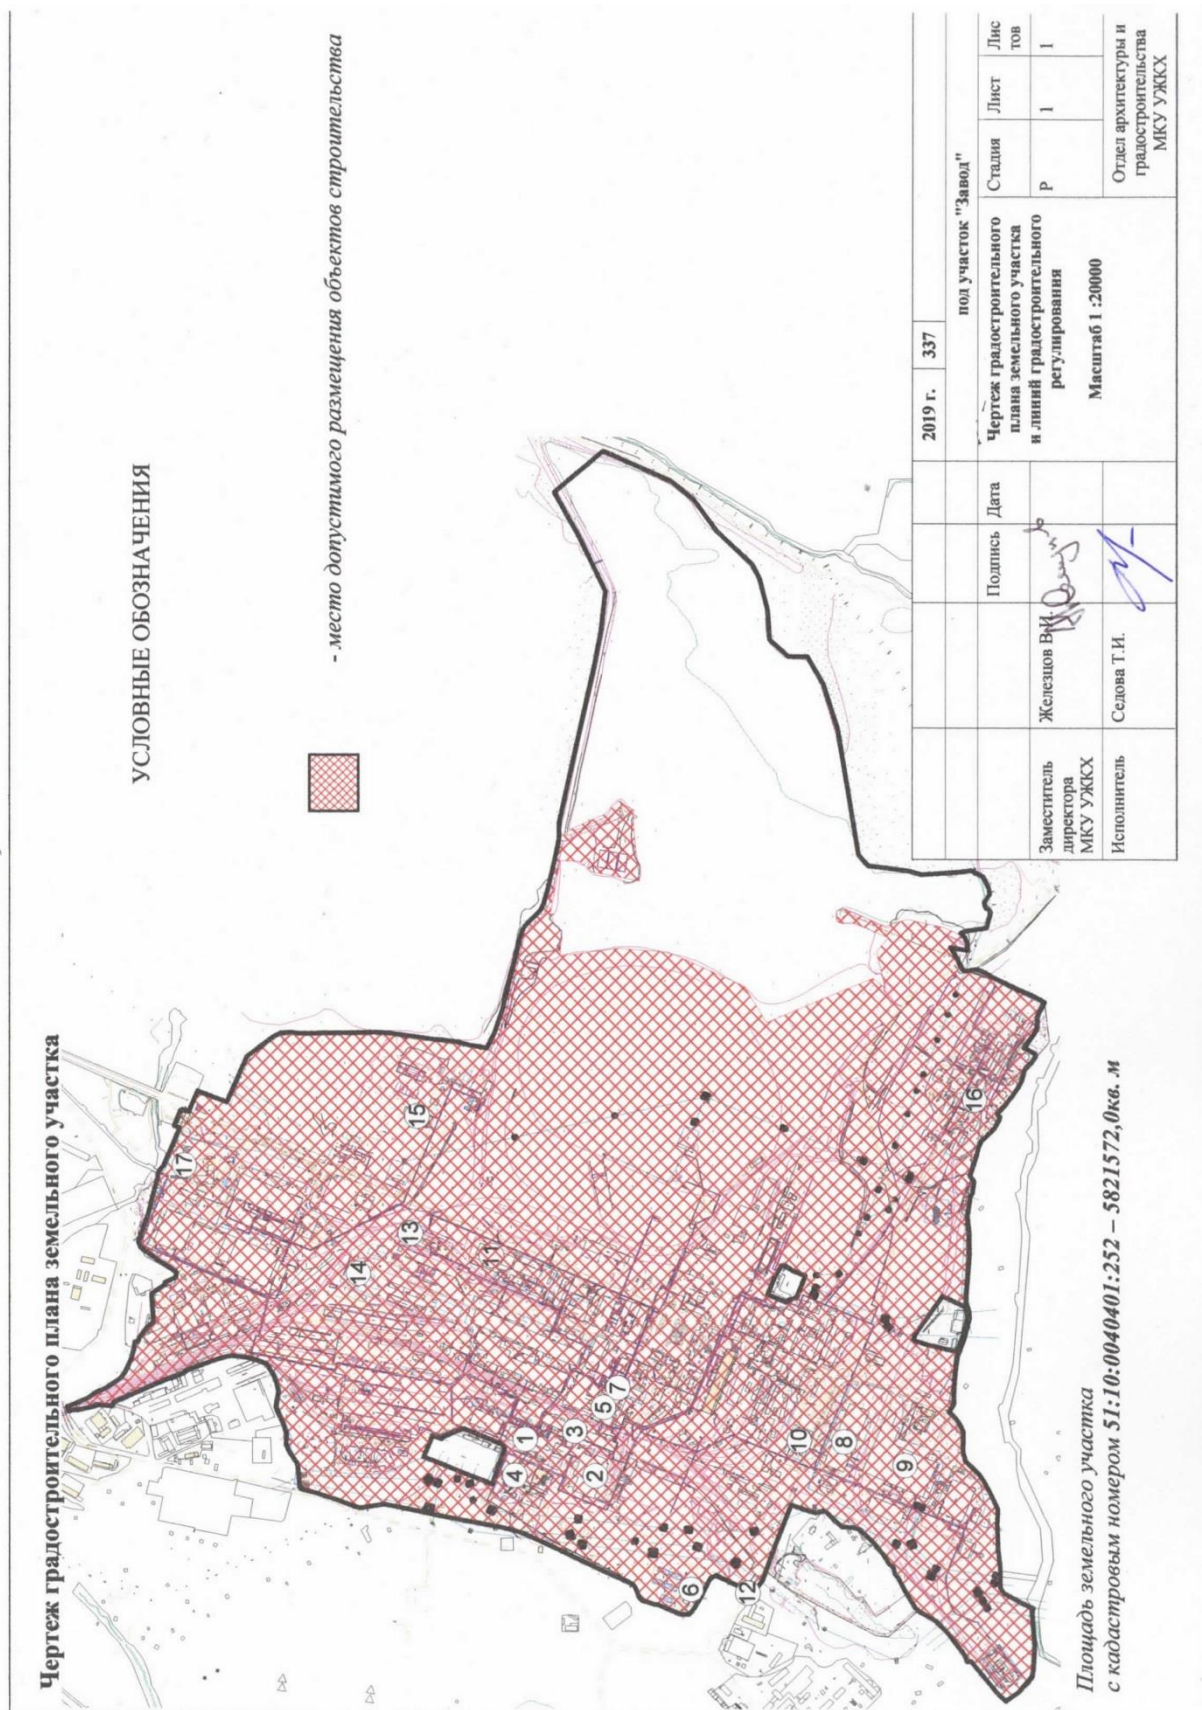 Чертеж градостроительного плана земельного участка
УСЛОВНЫЕ ОБОЗНАЧЕНИЯ
- место допустимого размещения объектов строительства
17
14
13
15
11
1
4
3
2
5
7
6
12
10
8
9
16
Площадь земельного участка
с кадастровым номером 51:10:0040401:252 – 5821572,0кв. м
2019 г. 337
под участок "Завод"
Подпись Дата
Чертеж градостроительного
плана земельного участка
и линий градостроительного
регулирования
Масштаб 1 :20000
Стадия Лист Лис
тов
Р 1 1
Заместитель
директора
МКУ УЖКХ
Железцов В.И.
Исполнитель Седова Т.И.
Отдел архитектуры и
градостроительства
МКУ УЖКХ